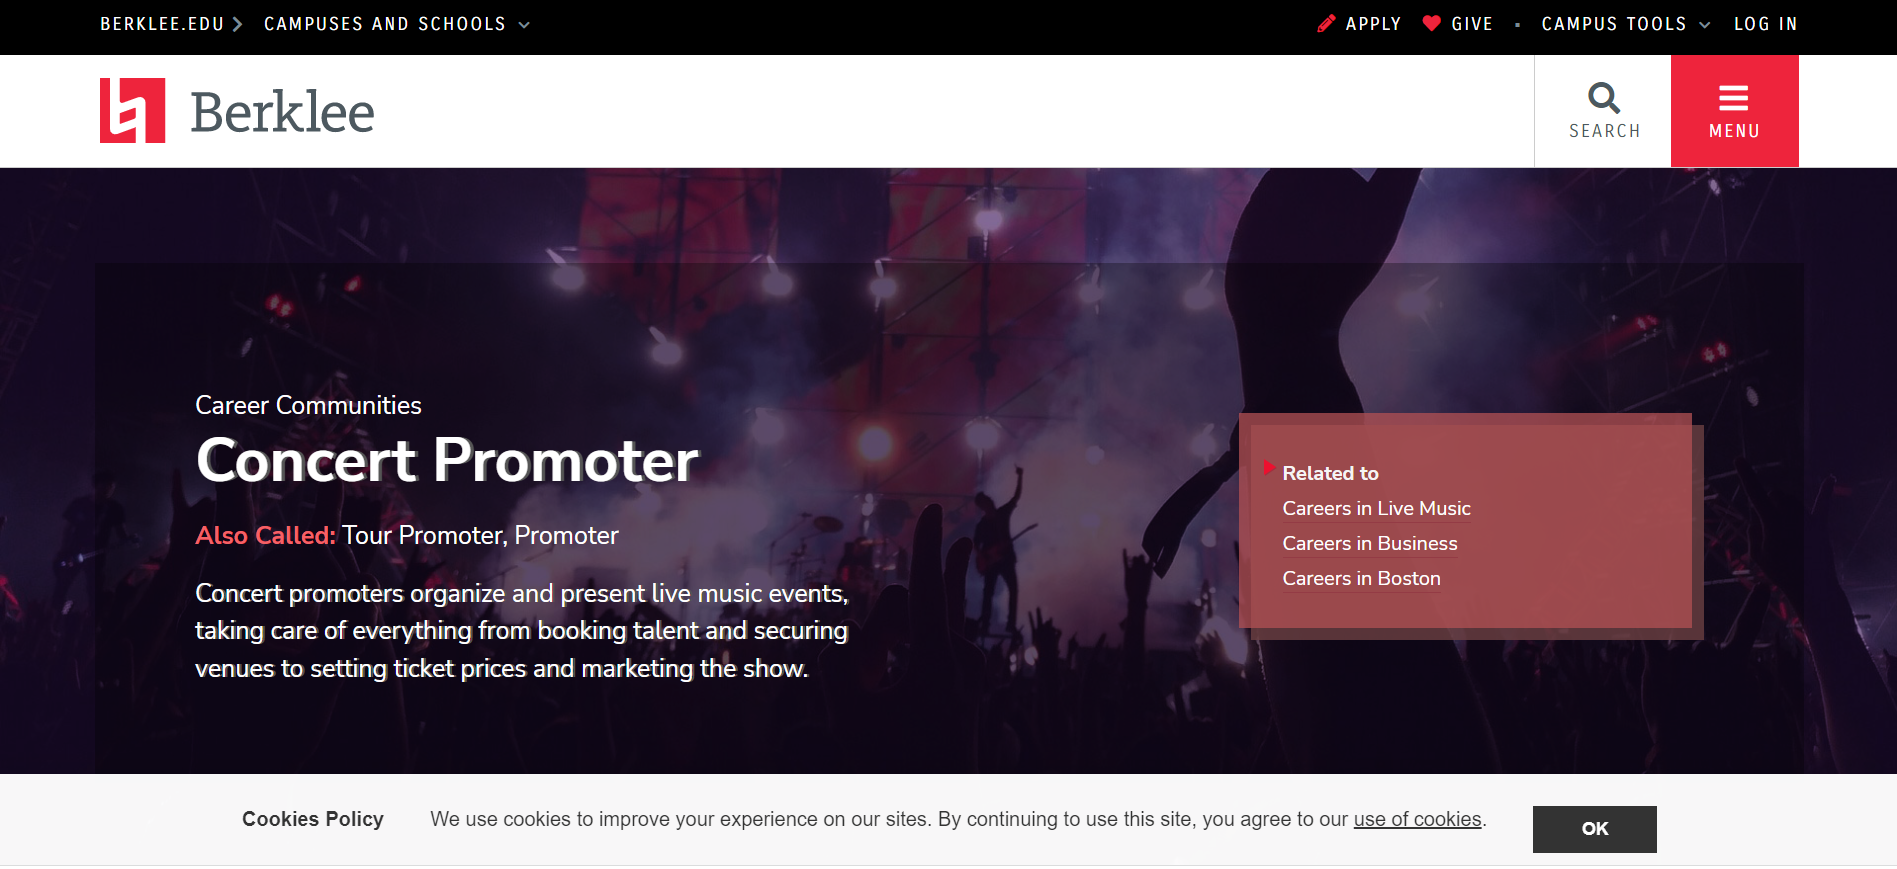 BERKLEE.EDU CAMPUSES AND SCHOOLS APPLY GIVE CAMPUS TOOLS LOG IN
Berklee
SEARCH
MENU
Career Communities
Concert Promoter
Also Called: Tour Promoter, Promoter
Concert promoters organize and present live music events,
taking care of everything from booking talent and securing
venues to setting ticket prices and marketing the show.
Related to
Careers in Live Music
Careers in Business
Careers in Boston
Cookies Policy We use cookies to improve your experience on our sites. By continuing to use this site, you agree to our use of cookies. OK